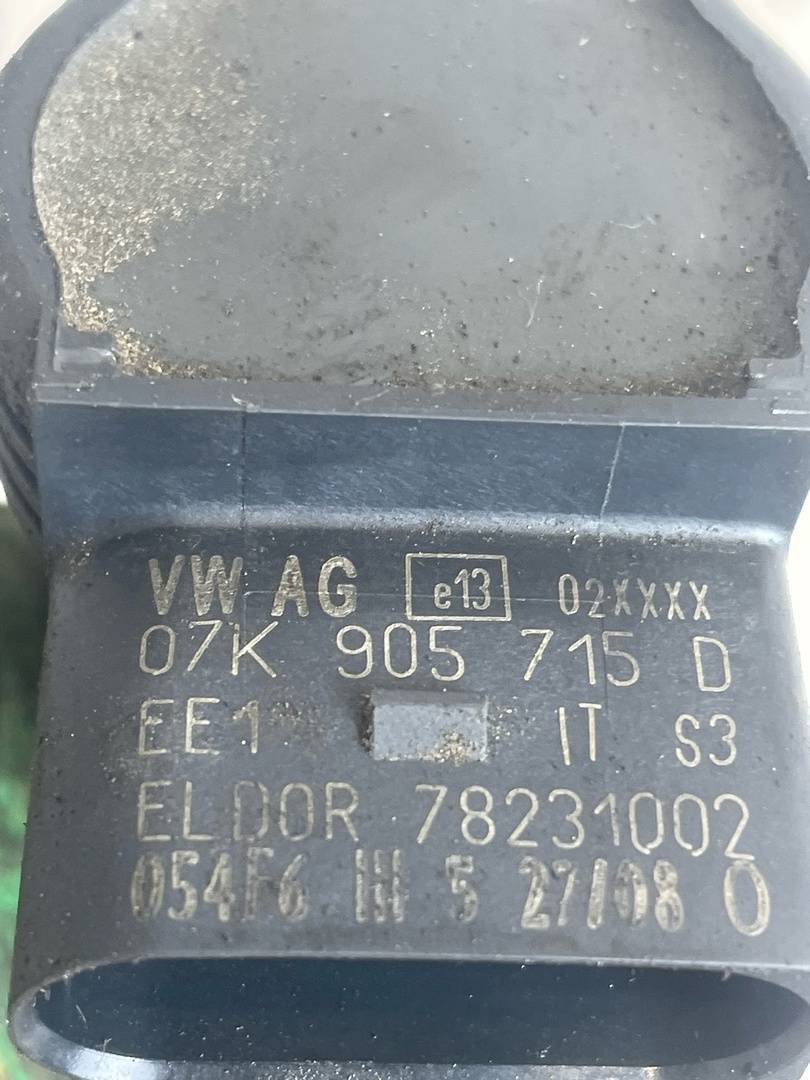 VW AG e13 02XXXX
07K 905 715 D
EE1 IT S3
ELDOR 78231002
054F6 III 5 27/08 O